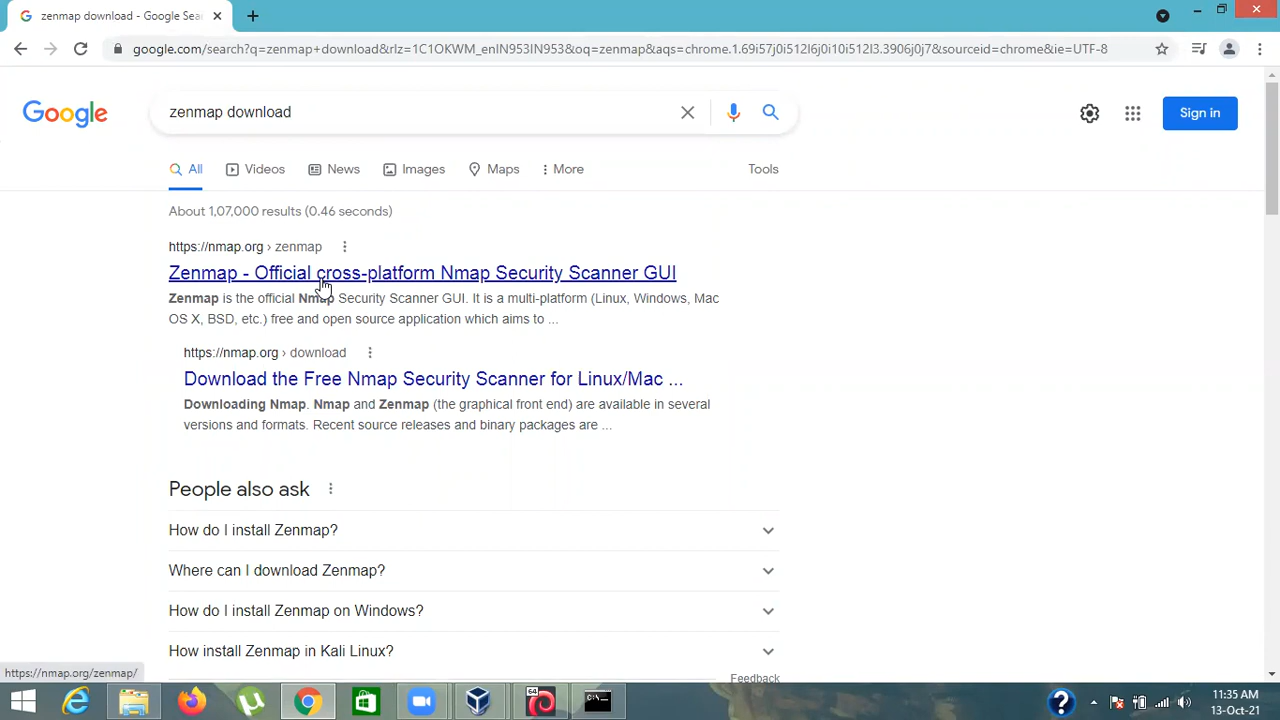 zenmap download - Google Sea
google.com/search?q=zenmap+download&rlz=1C1OKWM_enIN953IN953&oq=zenmap&aqs=chrome.1.69i57j0i512l6j0i10i512l3.3906j0j7&sourceid=chrome&ie=UTF-8
Google
zenmap download
Sign in
All
Videos
News
Images
Maps
More
Tools
About 1,07,000 results (0.46 seconds)
https://nmap.org › zenmap
Zenmap - Official cross-platform Nmap Security Scanner GUI
Zenmap is the official Nmap Security Scanner GUI. It is a multi-platform (Linux, Windows, Mac
OS X, BSD, etc.) free and open source application which aims to ...
https://nmap.org › download
Download the Free Nmap Security Scanner for Linux/Mac ...
Downloading Nmap. Nmap and Zenmap (the graphical front end) are available in several
versions and formats. Recent source releases and binary packages are ...
People also ask
How do I install Zenmap?
Where can I download Zenmap?
How do I install Zenmap on Windows?
How install Zenmap in Kali Linux?
Feedback
https://nmap.org/zenmap/
64
11:35 AM
13-Oct-21